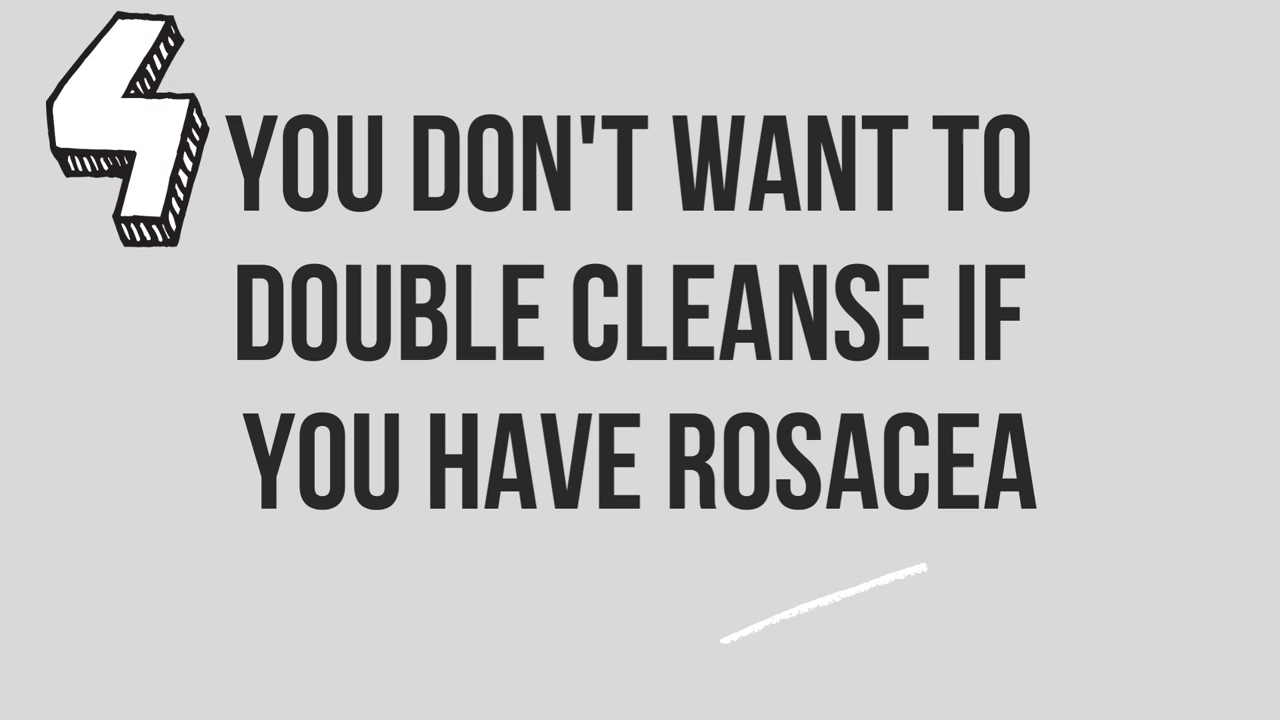 4
YOU DON'T WANT TO
DOUBLE CLEANSE IF
YOU HAVE ROSACEA